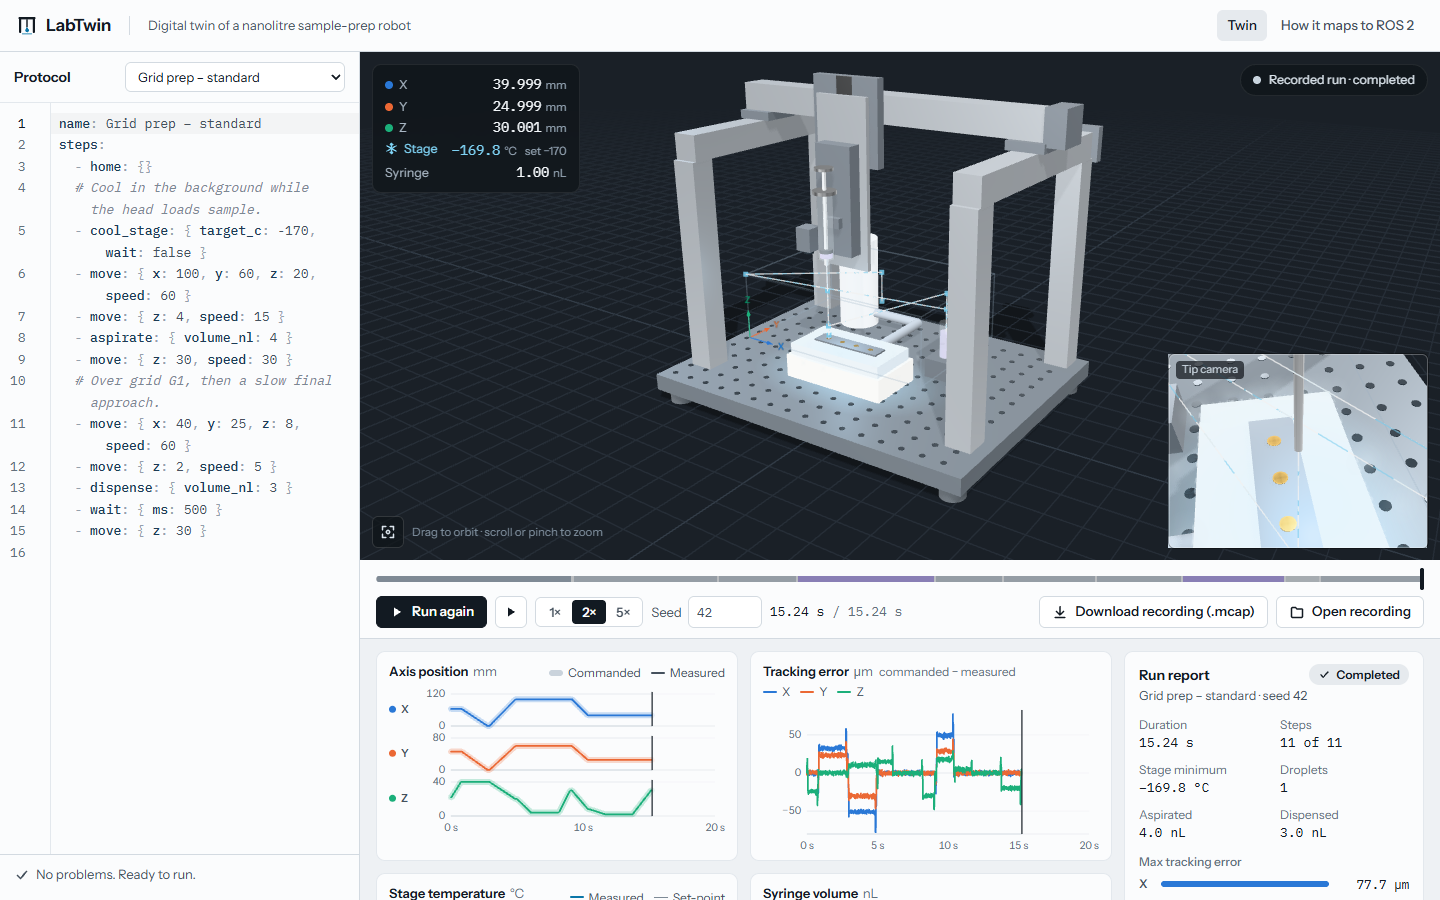 LabTwin
Digital twin of a nanolitre sample-prep robot
Twin
How it maps to ROS 2
Protocol
Grid prep – standard
1 name: Grid prep – standard
2 steps:
3 - home: {}
4 # Cool in the background while
the head loads sample.
5 - cool_stage: { target_c: -170,
wait: false }
6 - move: { x: 100, y: 60, z: 20,
speed: 60 }
7 - move: { z: 4, speed: 15 }
8 - aspirate: { volume_nl: 4 }
9 - move: { z: 30, speed: 30 }
10 # Over grid G1, then a slow final
approach.
11 - move: { x: 40, y: 25, z: 8,
speed: 60 }
12 - move: { z: 2, speed: 5 }
13 - dispense: { volume_nl: 3 }
14 - wait: { ms: 500 }
15 - move: { z: 30 }
16
No problems. Ready to run.
X 39.999 mm
Y 24.999 mm
Z 30.001 mm
Stage −169.8 °C set −170
Syringe 1.00 nL
Recorded run · completed
Z
Y
X
Tip camera
Drag to orbit · scroll or pinch to zoom
Run again
1× 2× 5×
Seed 42
15.24 s / 15.24 s
Download recording (.mcap)
Open recording
Axis position mm
Commanded Measured
120
X
0
80
Y
0
40
Z
0
0 s 10 s 20 s
Tracking error µm commanded − measured
X Y Z
50
0
−50
0 s 5 s 10 s 15 s 20 s
Run report
Completed
Grid prep – standard · seed 42
Duration Steps
15.24 s 11 of 11
Stage minimum Droplets
−169.8 °C 1
Aspirated Dispensed
4.0 nL 3.0 nL
Max tracking error
X 77.7 µm
Stage temperature °C
Measured Set-point
Syringe volume nL